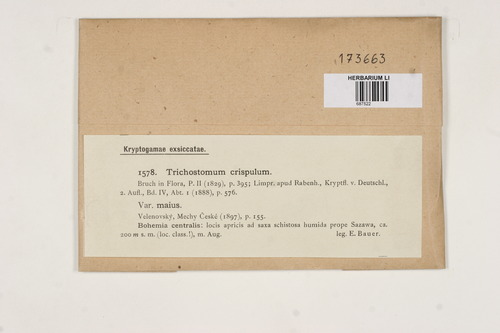 173663
HERBARIUM LI
687522
Kryptogamae exsiccatae.
1578. Trichostomum crispulum.
Bruch in Flora, P. II (1829), p. 395; Limpr. apud Rabenh., Kryptfl. v. Deutschl.,
2. Aufl., Bd. IV, Abt. 1 (1888), p. 576.
Var. maius.
Velenovský, Mechy České (1897), p. 155.
Bohemia centralis: locis apricis ad saxa schistosa humida prope Sazawa, ca.
200 m s. m. (loc. class.!), m. Aug. leg. E. Bauer.